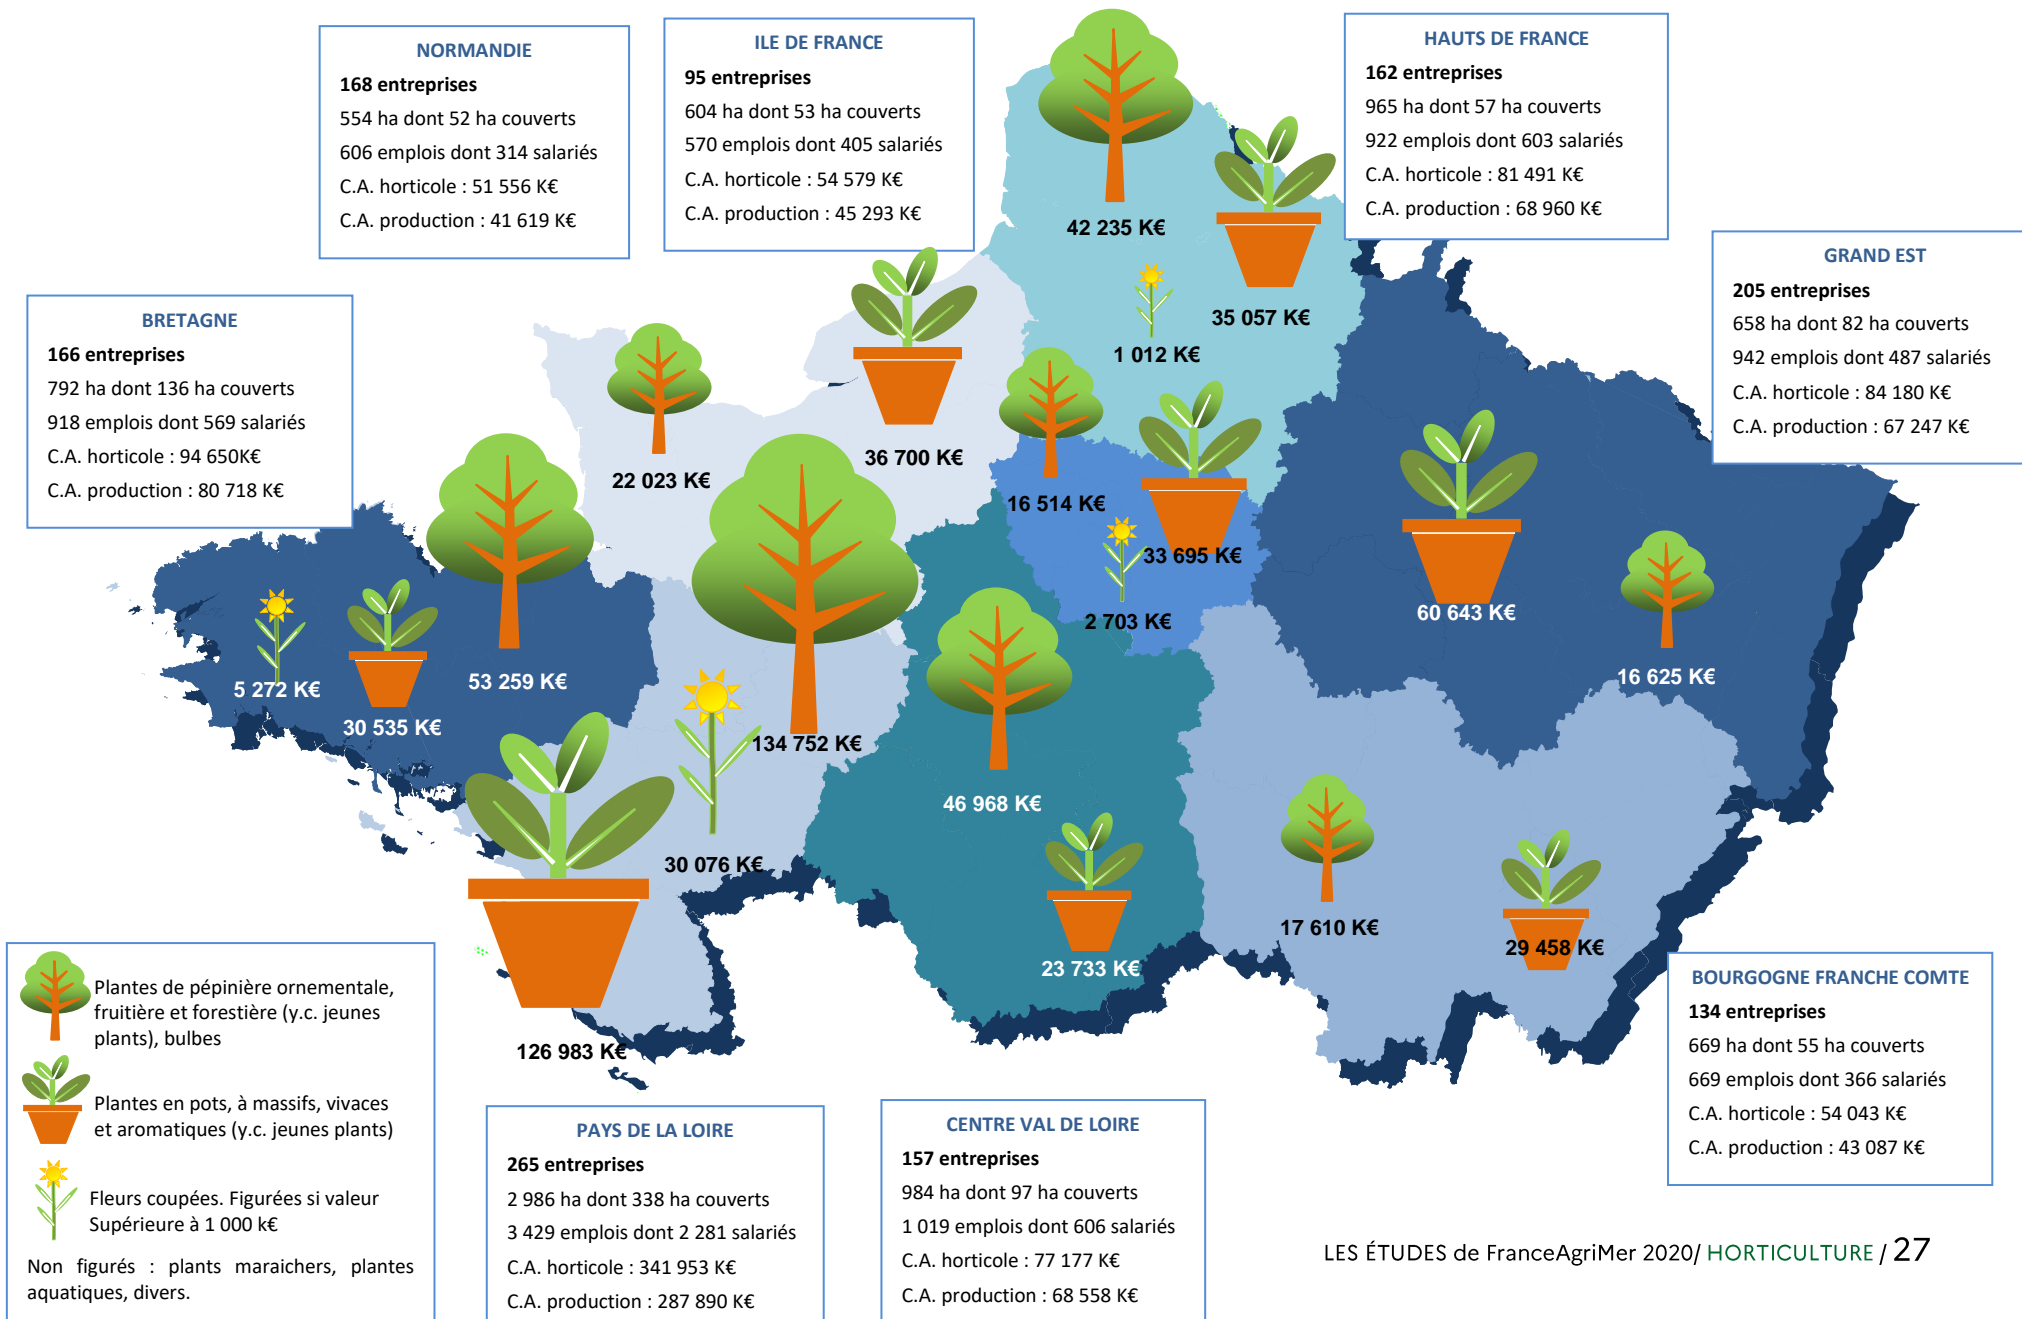 NORMANDIE
168 entreprises
554 ha dont 52 ha couverts
606 emplois dont 314 salariés
C.A. horticole : 51 556 K€
C.A. production : 41 619 K€
ILE DE FRANCE
95 entreprises
604 ha dont 53 ha couverts
570 emplois dont 405 salariés
C.A. horticole : 54 579 K€
C.A. production : 45 293 K€
HAUTS DE FRANCE
162 entreprises
965 ha dont 57 ha couverts
922 emplois dont 603 salariés
C.A. horticole : 81 491 K€
C.A. production : 68 960 K€
GRAND EST
205 entreprises
658 ha dont 82 ha couverts
942 emplois dont 487 salariés
C.A. horticole : 84 180 K€
C.A. production : 67 247 K€
BRETAGNE
166 entreprises
792 ha dont 136 ha couverts
918 emplois dont 569 salariés
C.A. horticole : 94 650K€
C.A. production : 80 718 K€
42 235 K€
35 057 K€
1 012 K€
36 700 K€
22 023 K€
16 514 K€
33 695 K€
2 703 K€
60 643 K€
16 625 K€
5 272 K€
30 535 K€
53 259 K€
134 752 K€
30 076 K€
126 983 K€
46 968 K€
23 733 K€
17 610 K€
29 458 K€
Plantes de pépinière ornementale,
fruitière et forestière (y.c. jeunes
plants), bulbes
Plantes en pots, à massifs, vivaces
et aromatiques (y.c. jeunes plants)
Fleurs coupées. Figurées si valeur
Supérieure à 1 000 k€
Non figurés : plants maraichers, plantes
aquatiques, divers.
PAYS DE LA LOIRE
265 entreprises
2 986 ha dont 338 ha couverts
3 429 emplois dont 2 281 salariés
C.A. horticole : 341 953 K€
C.A. production : 287 890 K€
CENTRE VAL DE LOIRE
157 entreprises
984 ha dont 97 ha couverts
1 019 emplois dont 606 salariés
C.A. horticole : 77 177 K€
C.A. production : 68 558 K€
BOURGOGNE FRANCHE COMTE
134 entreprises
669 ha dont 55 ha couverts
669 emplois dont 366 salariés
C.A. horticole : 54 043 K€
C.A. production : 43 087 K€
LES ÉTUDES de FranceAgriMer 2020/ HORTICULTURE / 27